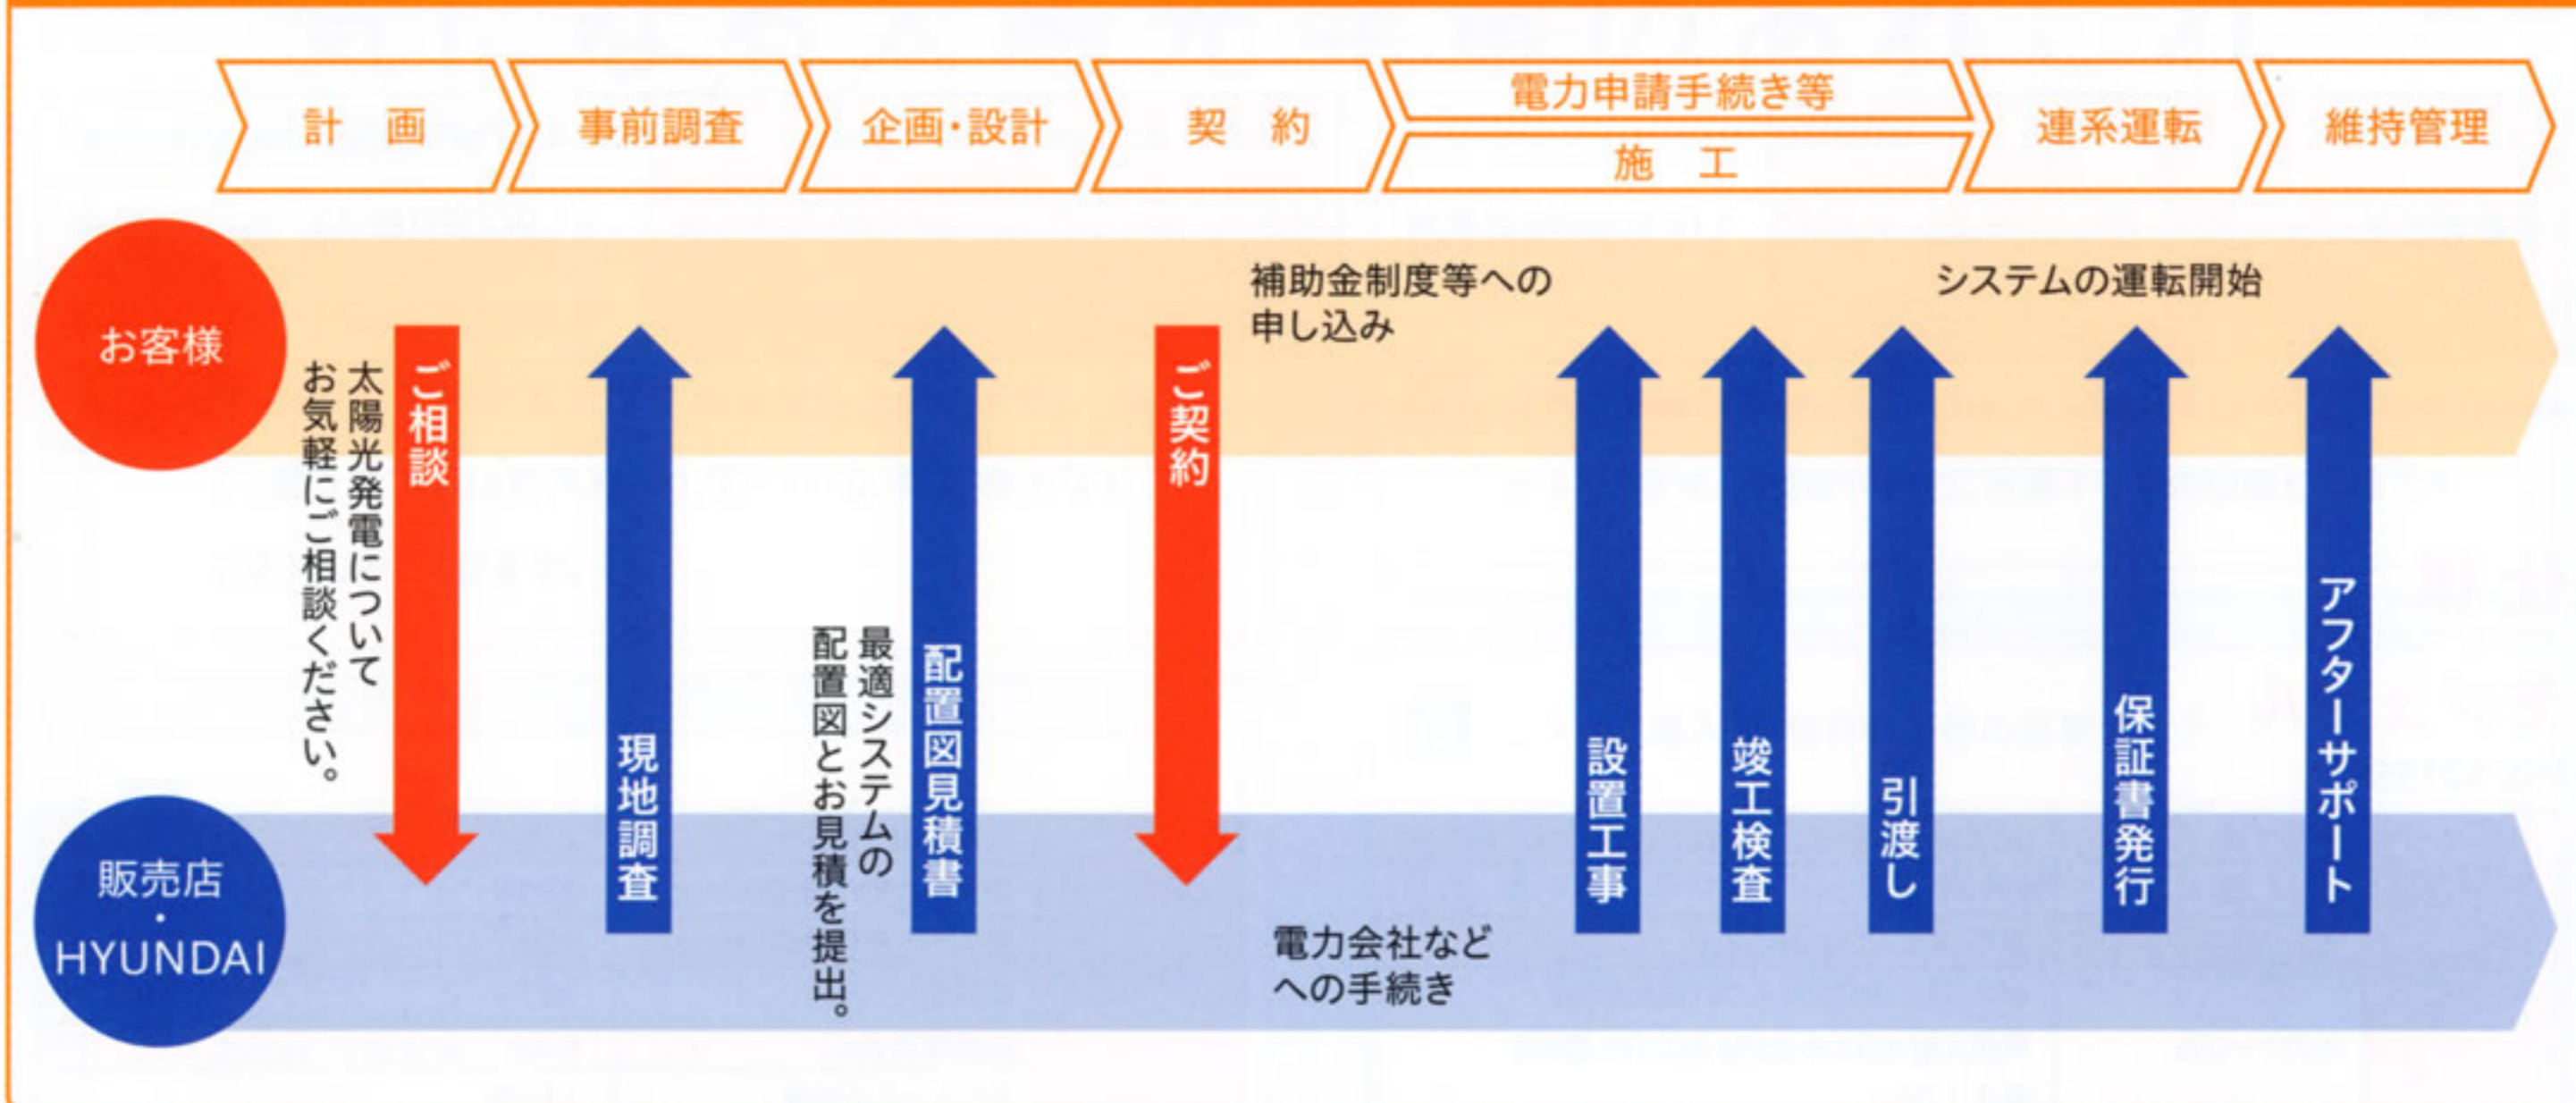 計 画
事前調査
企画・設計
契 約
電力申請手続き等
施 工
連系運転
維持管理
お客様
太陽光発電について
お気軽にご相談ください。
ご相談
現地調査
最適システムの
配置図とお見積を提出。
配置図見積書
ご契約
補助金制度等への
申し込み
電力会社など
への手続き
設置工事
竣工検査
引渡し
システムの運転開始
保証書発行
アフターサポート
販売店
・
HYUNDAI